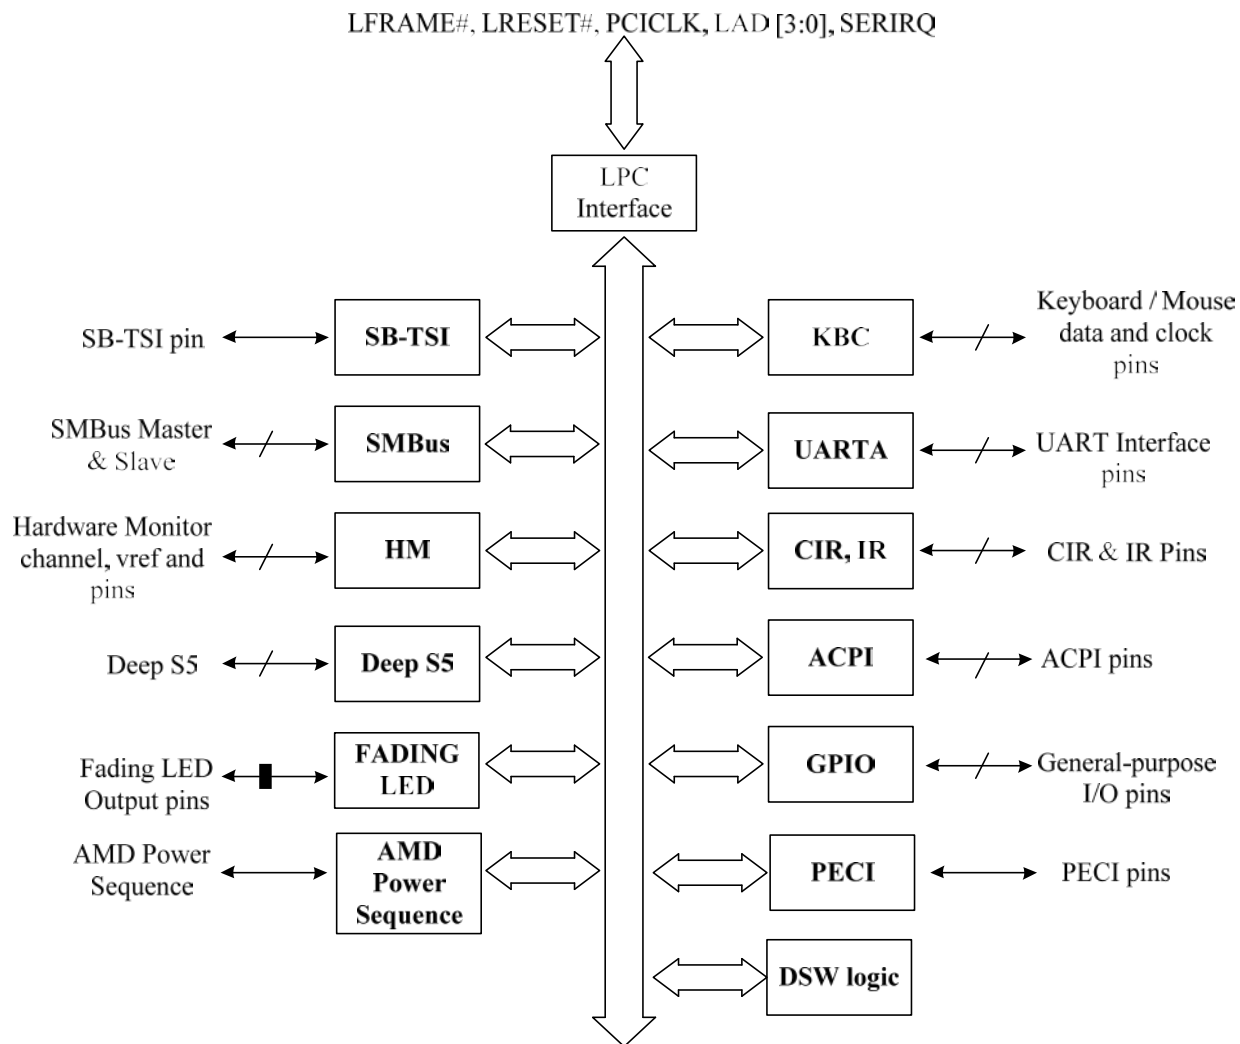 LFRAME#, LRESET#, PCICLK, LAD [3:0], SERIRQ
LPC
Interface
SB-TSI pin
SB-TSI
KBC
Keyboard / Mouse
data and clock
pins
SMBus Master
& Slave
SMBus
UARTA
UART Interface
pins
Hardware Monitor
channel, vref and
pins
HM
CIR, IR
CIR & IR Pins
Deep S5
Deep S5
ACPI
ACPI pins
Fading LED
Output pins
FADING
LED
GPIO
General-purpose
I/O pins
AMD Power
Sequence
AMD
Power
Sequence
PECI
PECI pins
DSW logic